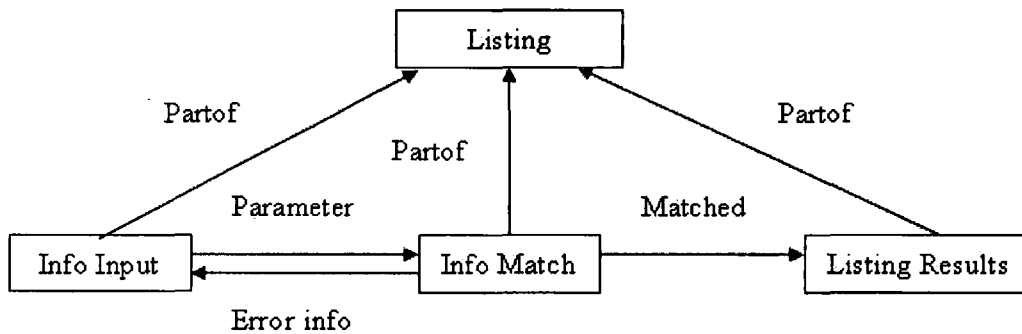 Listing
Partof
Partof
Partof
Parameter
Matched
Info Input
Info Match
Listing Results
Error info